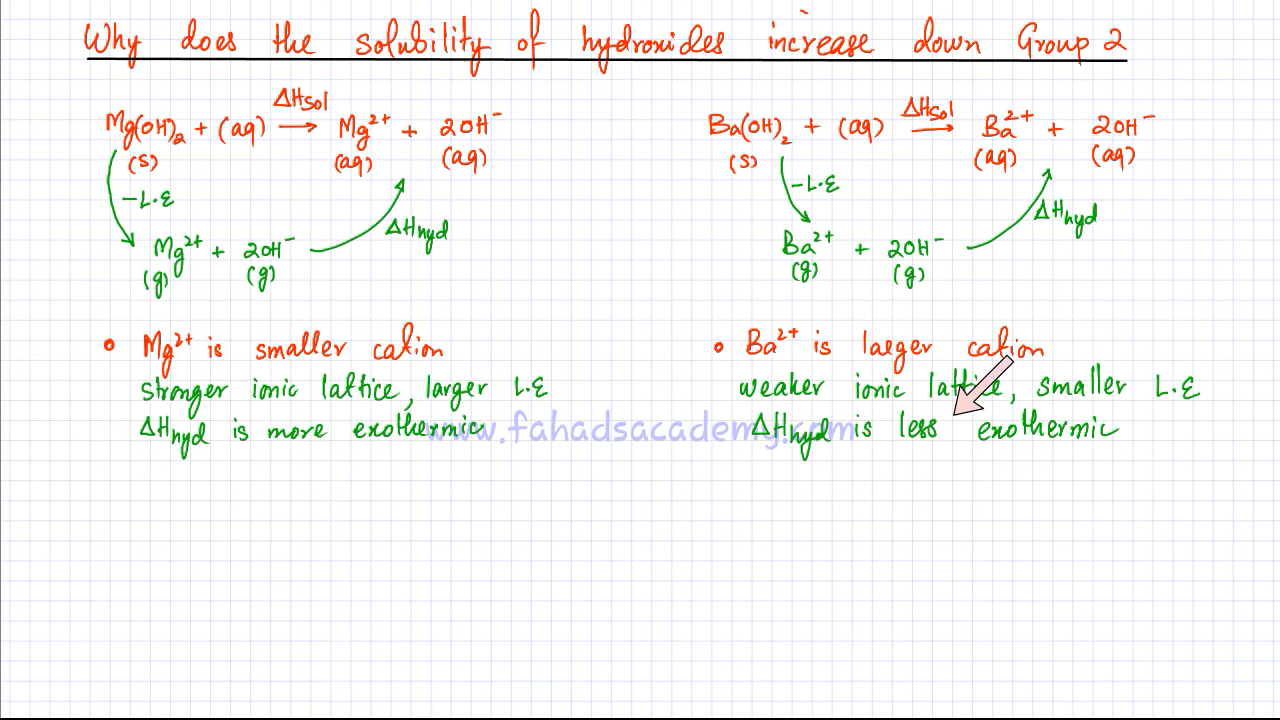 Why does the solubility of hydroxides increase down Group 2
Mg(OH)₂ + (aq) ⟶ Mg²⁺ + 2OH⁻
ΔHsol
(s) (aq) (aq)
-L.E
ΔHhyd
Mg²⁺ + 2OH⁻
(g) (g)
Ba(OH)₂ + (aq) ⟶ Ba²⁺ + 2OH⁻
ΔHsol
(s) (aq) (aq)
-L.E
ΔHhyd
Ba²⁺ + 2OH⁻
(g) (g)
• Mg²⁺ is smaller cation
stronger ionic lattice, larger L.E
ΔHhyd is more exothermic
• Ba²⁺ is larger cation
weaker ionic lattice, smaller L.E
ΔHhyd is less exothermic
www.fahadsacademy.com